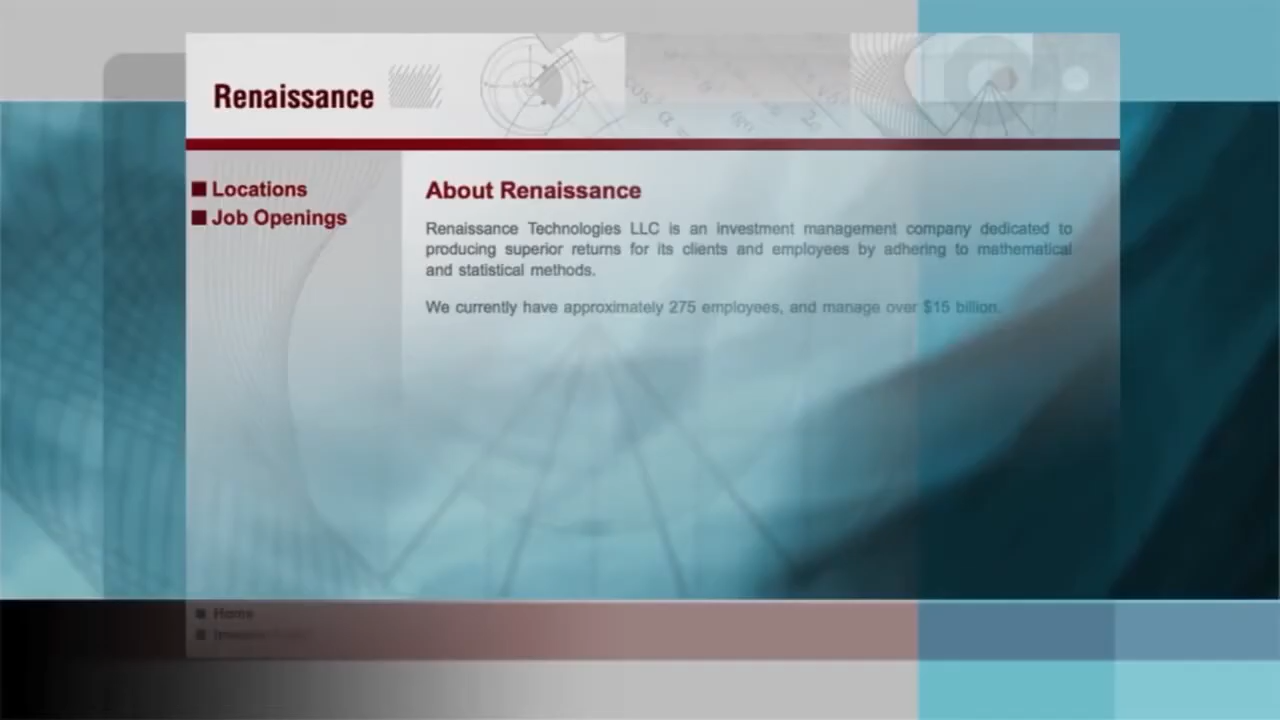 Renaissance
Locations
Job Openings
About Renaissance
Renaissance Technologies LLC is an investment management company dedicated to
producing superior returns for its clients and employees by adhering to mathematical
and statistical methods.
We currently have approximately 275 employees, and manage over $15 billion.
Home